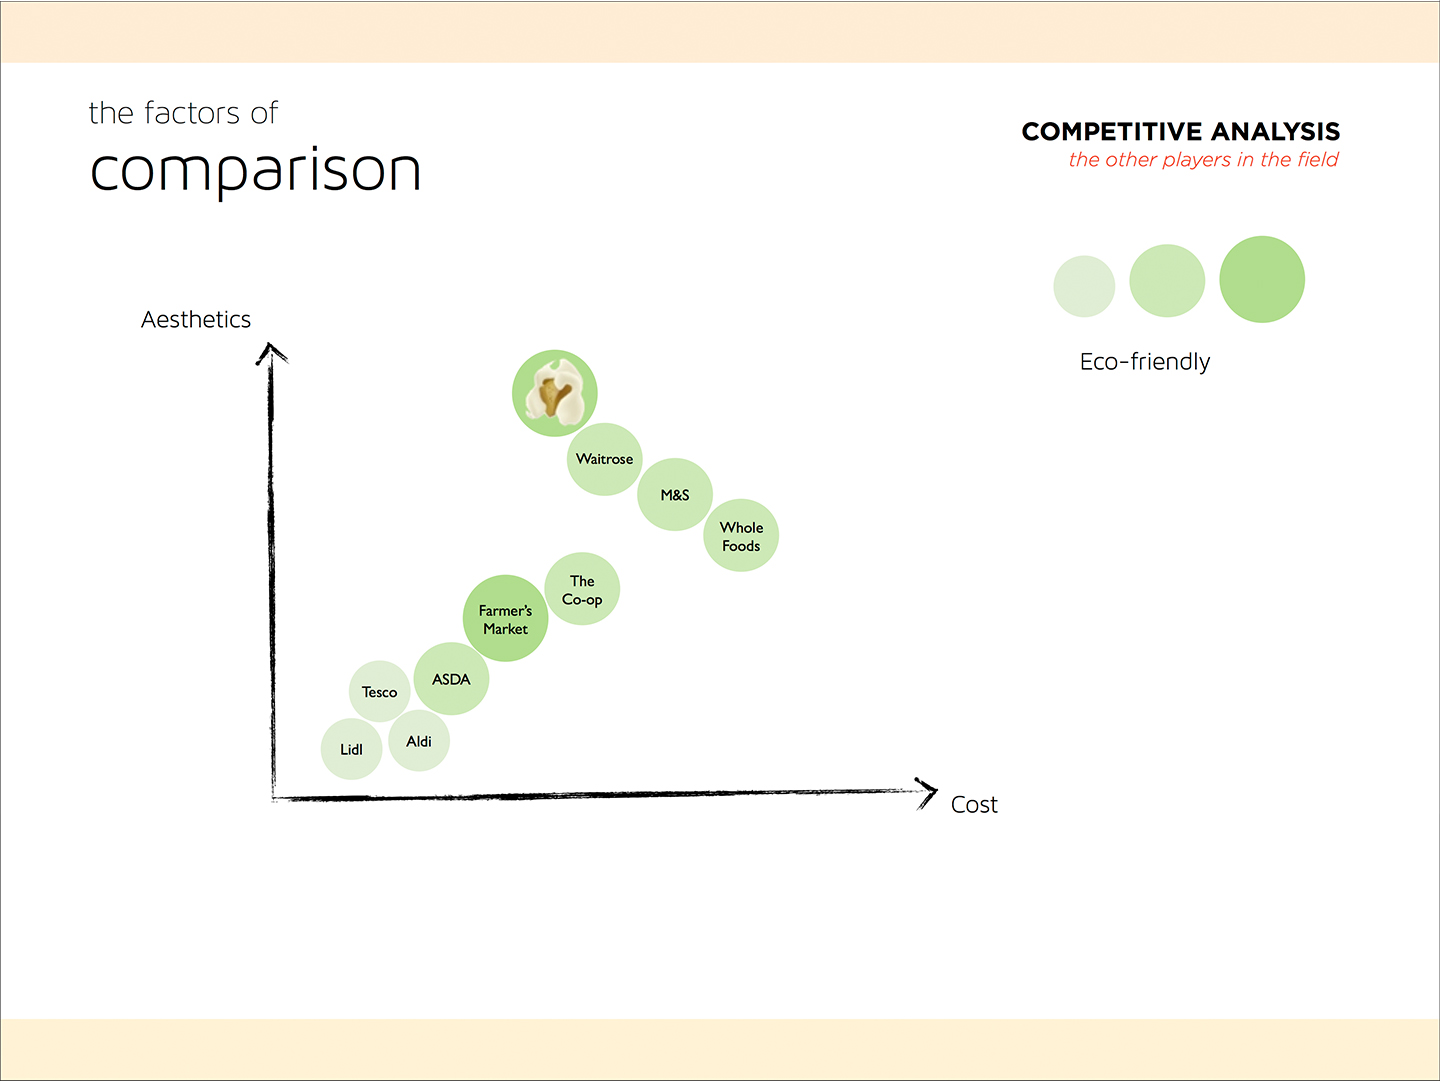 the factors of
comparison
COMPETITIVE ANALYSIS
the other players in the field
Eco-friendly
Aesthetics
Waitrose
M&S
Whole
Foods
The
Co-op
Farmer's
Market
ASDA
Tesco
Aldi
Lidl
Cost